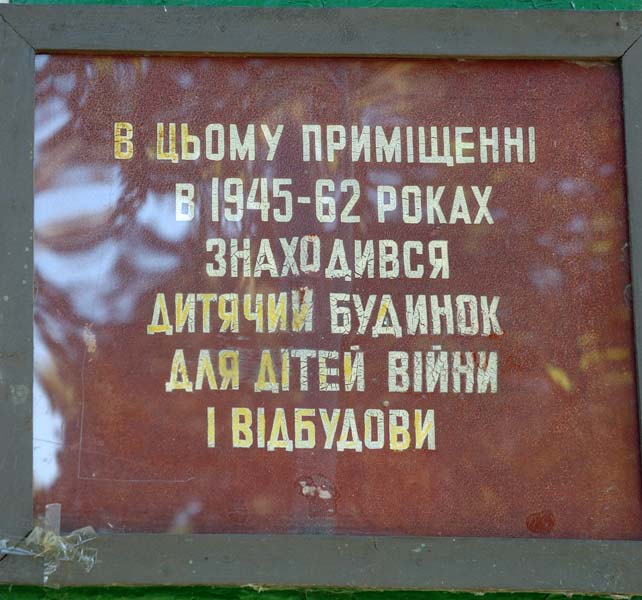 В ЦЬОМУ ПРИМІЩЕННІ
В 1945-62 РОКАХ
ЗНАХОДИВСЯ
ДИТЯЧИЙ БУДИНОК
ДЛЯ ДІТЕЙ ВІЙНИ
І ВІДБУДОВИ